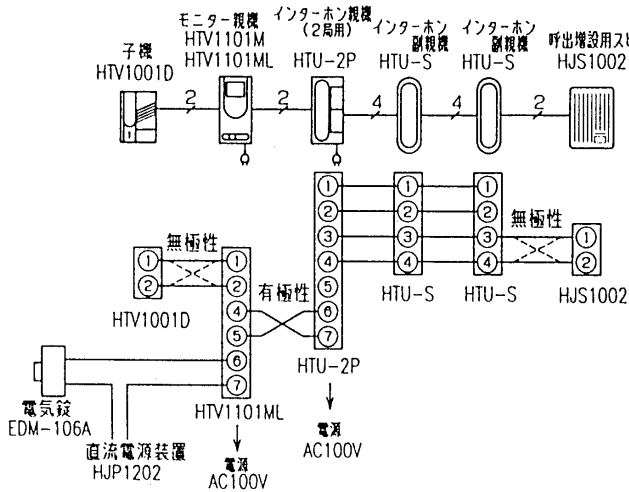 子機
HTV1001D
モニター親機
HTV1101M
HTV1101ML
インターホン親機
(2局用)
HTU-2P
インターホン
副親機
HTU-S
インターホン
副親機
HTU-S
呼出増設用スピ
HJS1002
2
2
4
4
2
無極性
① ②
HTV1001D
① ② ④ ⑤ ⑥ ⑦
HTV1101ML
有極性
① ② ③ ④ ⑤ ⑥ ⑦
HTU-2P
① ② ③ ④
HTU-S
① ② ③ ④
HTU-S
無極性
① ②
HJS1002
電気錠
EDM-106A
直流電源装置
HJP1202
電源
AC100V
電源
AC100V
1